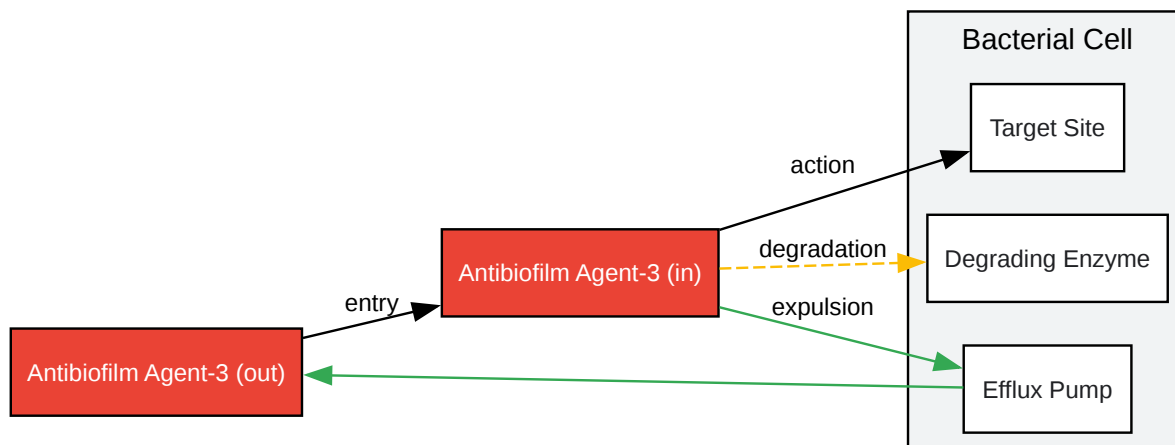 Bacterial Cell
Target Site
action
degradation
Degrading Enzyme
Antibiofilm Agent-3 (in)
entry
expulsion
Antibiofilm Agent-3 (out)
Efflux Pump